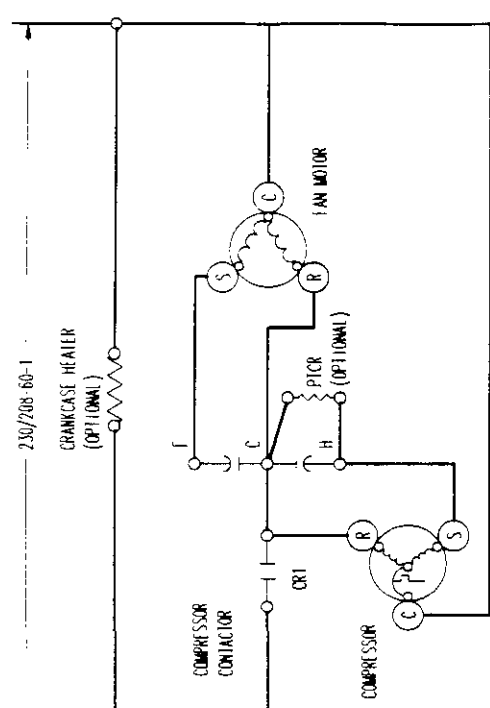 230/208-60-1
CRANKCASE HEATER
(OPTIONAL)
COMPRESSOR
CONTACTOR
CR1
F
C
H
S
C
R
FAN MOTOR
PTCR
(OPTIONAL)
R
S
C
COMPRESSOR